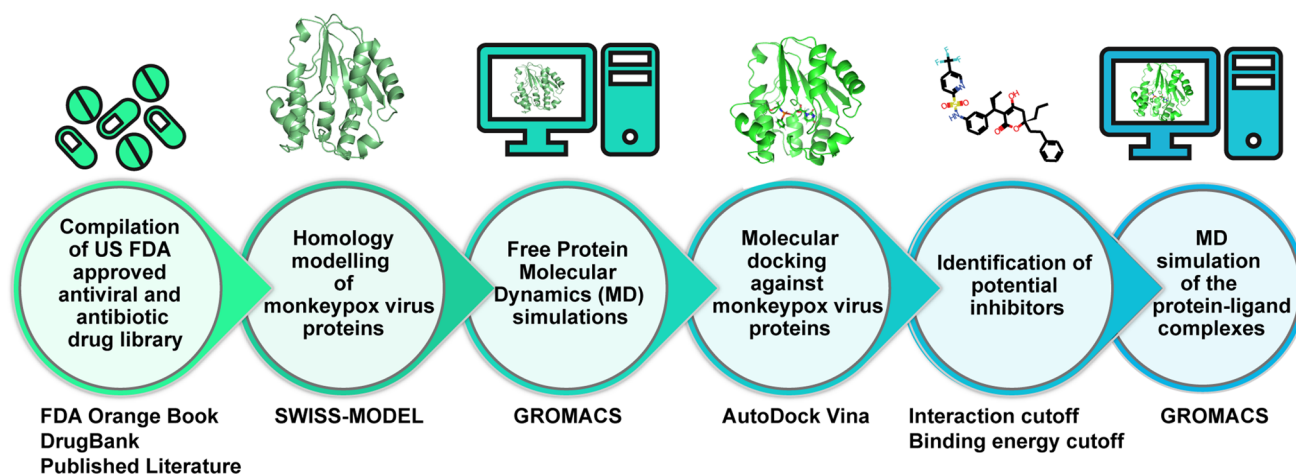 Compilation
of US FDA
approved
antiviral and
antibiotic
drug library
Homology
modelling
of
monkeypox virus
proteins
Free Protein
Molecular
Dynamics (MD)
simulations
Molecular
docking
against
monkeypox virus
proteins
Identification of
potential
inhibitors
MD
simulation
of the
protein-ligand
complexes
FDA Orange Book
DrugBank
Published Literature
SWISS-MODEL
GROMACS
AutoDock Vina
Interaction cutoff
Binding energy cutoff
GROMACS